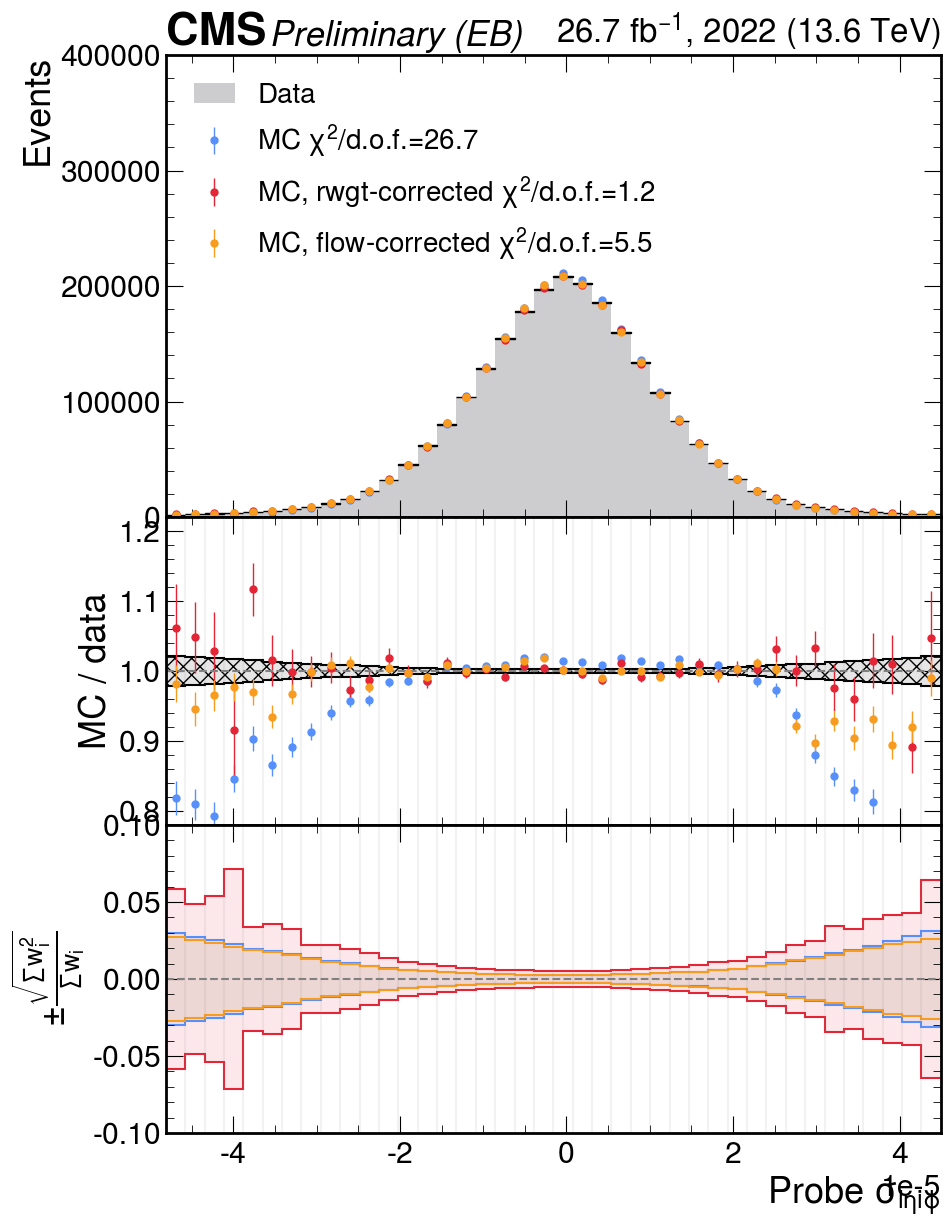 CMS Preliminary (EB) 26.7 fb⁻¹, 2022 (13.6 TeV)
400000
300000
200000
100000
0
Events
Data
MC χ²/d.o.f.=26.7
MC, rwgt-corrected χ²/d.o.f.=1.2
MC, flow-corrected χ²/d.o.f.=5.5
1.2
1.1
1.0
0.9
0.8
MC / data
0.10
0.05
0.00
-0.05
-0.10
±√Σwᵢ²/Σwᵢ
-4 -2 0 2 4
1e-5
Probe σiηiϕ